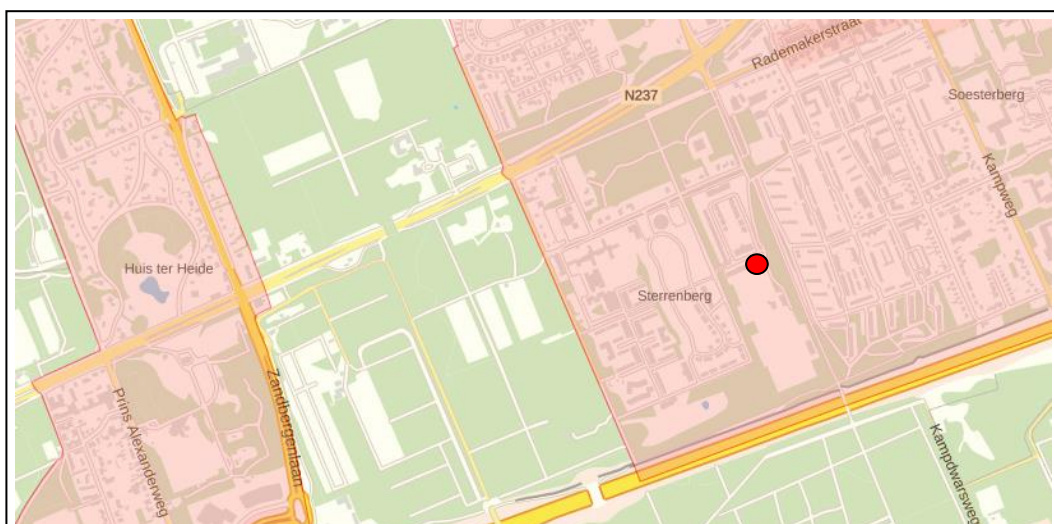 Rademakerstraat
N237
Soesterberg
Kampweg
Huis ter Heide
Sterrenberg
Zandbergenlaan
Prins Alexanderweg
Kampdwarsweg